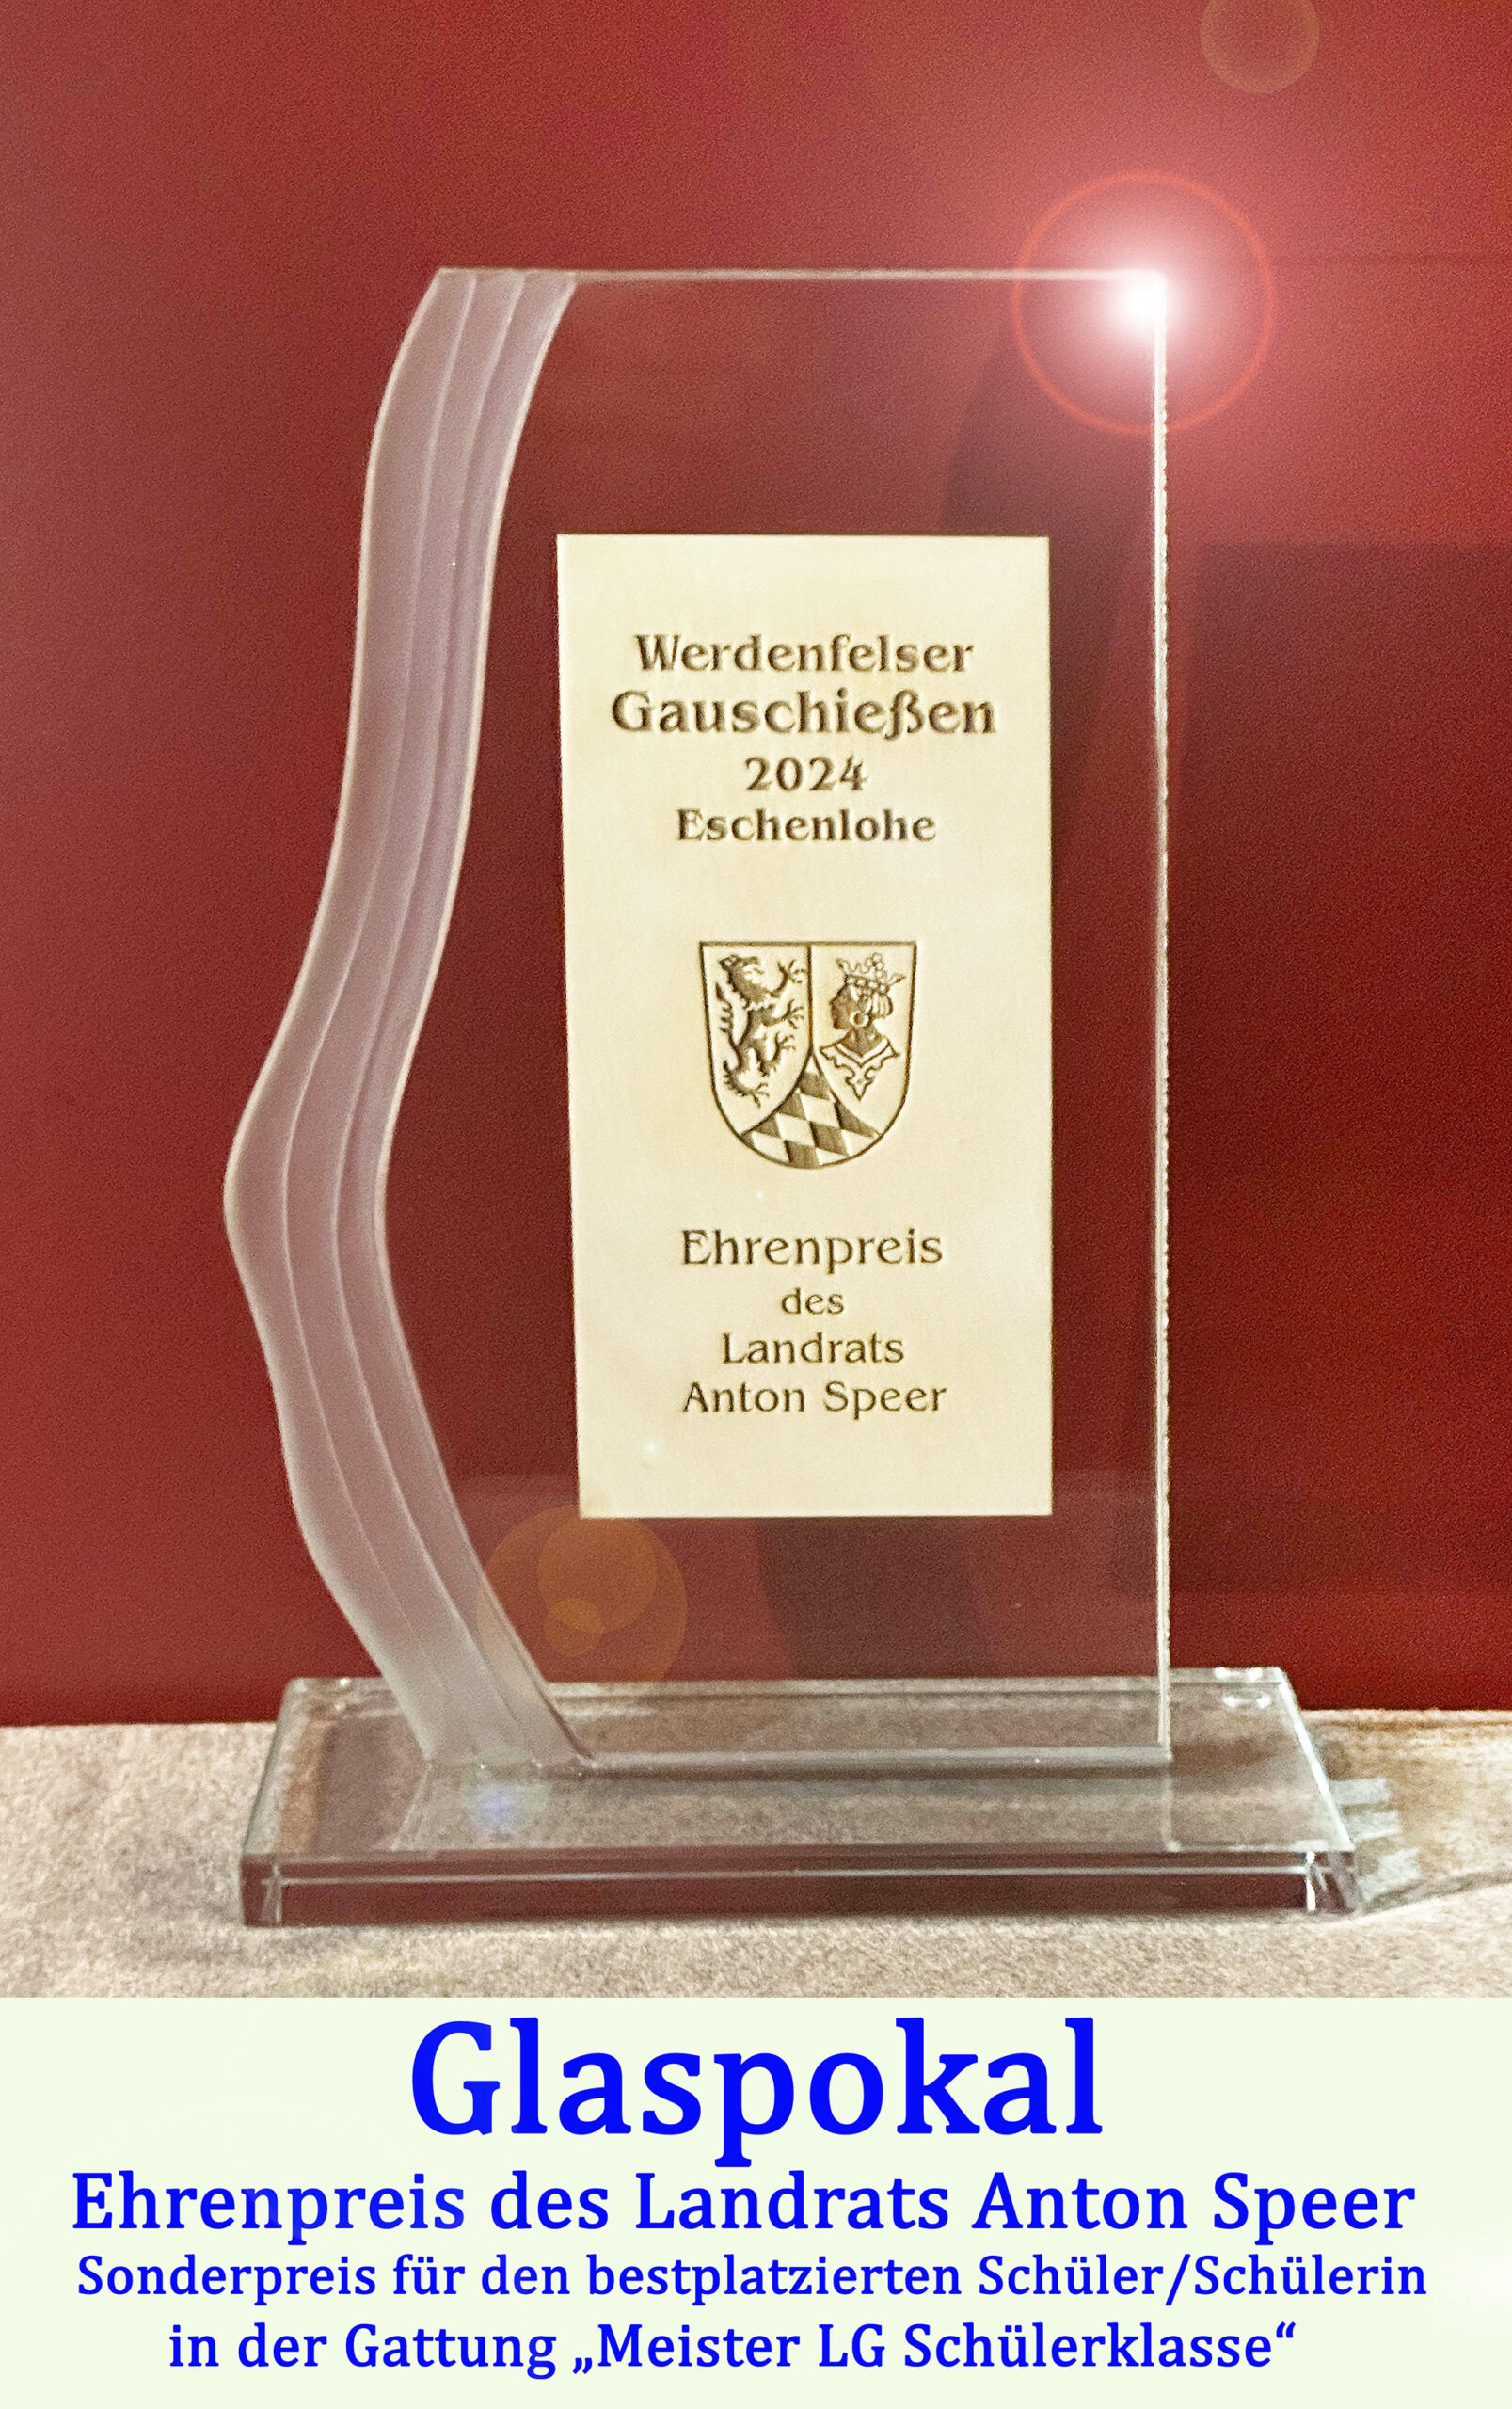 Werdenfelser
Gauschießen
2024
Eschenlohe
Ehrenpreis
des
Landrats
Anton Speer
Glaspokal
Ehrenpreis des Landrats Anton Speer
Sonderpreis für den bestplatzierten Schüler/Schülerin
in der Gattung „Meister LG Schülerklasse“